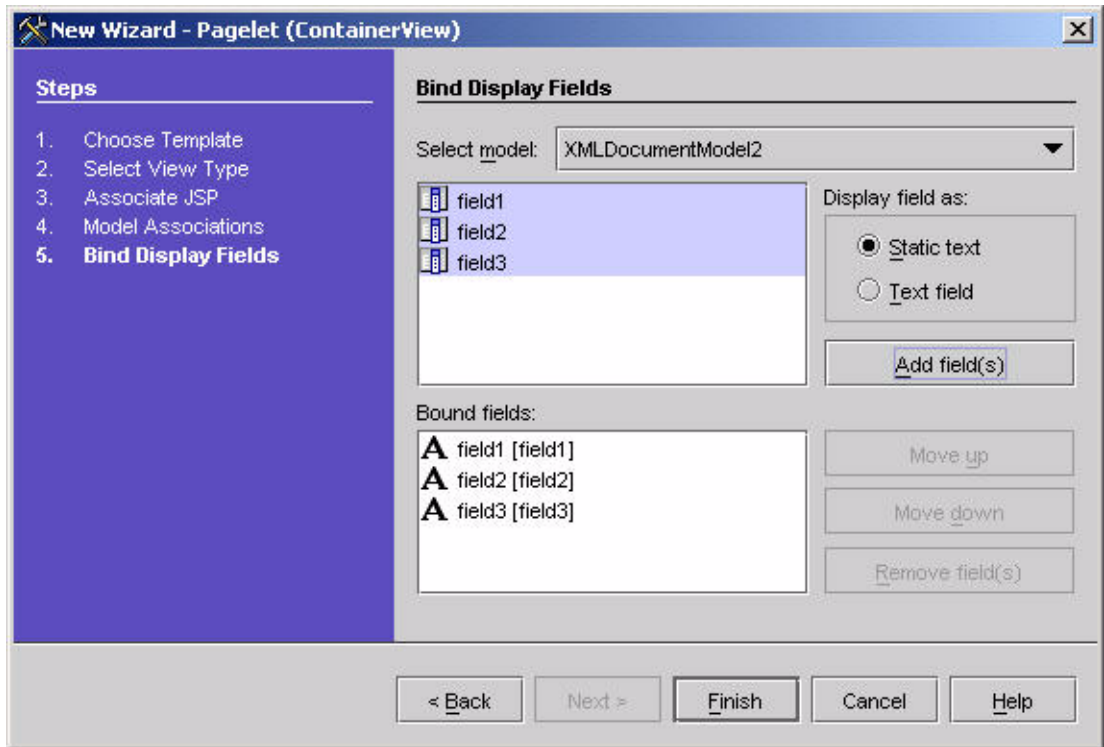 New Wizard - Pagelet (ContainerView)
Steps
1. Choose Template
2. Select View Type
3. Associate JSP
4. Model Associations
5. Bind Display Fields
Bind Display Fields
Select model: XMLDocumentModel2
field1
field2
field3
Display field as:
Static text
Text field
Add field(s)
Bound fields:
A field1 [field1]
A field2 [field2]
A field3 [field3]
Move up
Move down
Remove field(s)
< Back Next > Finish Cancel Help